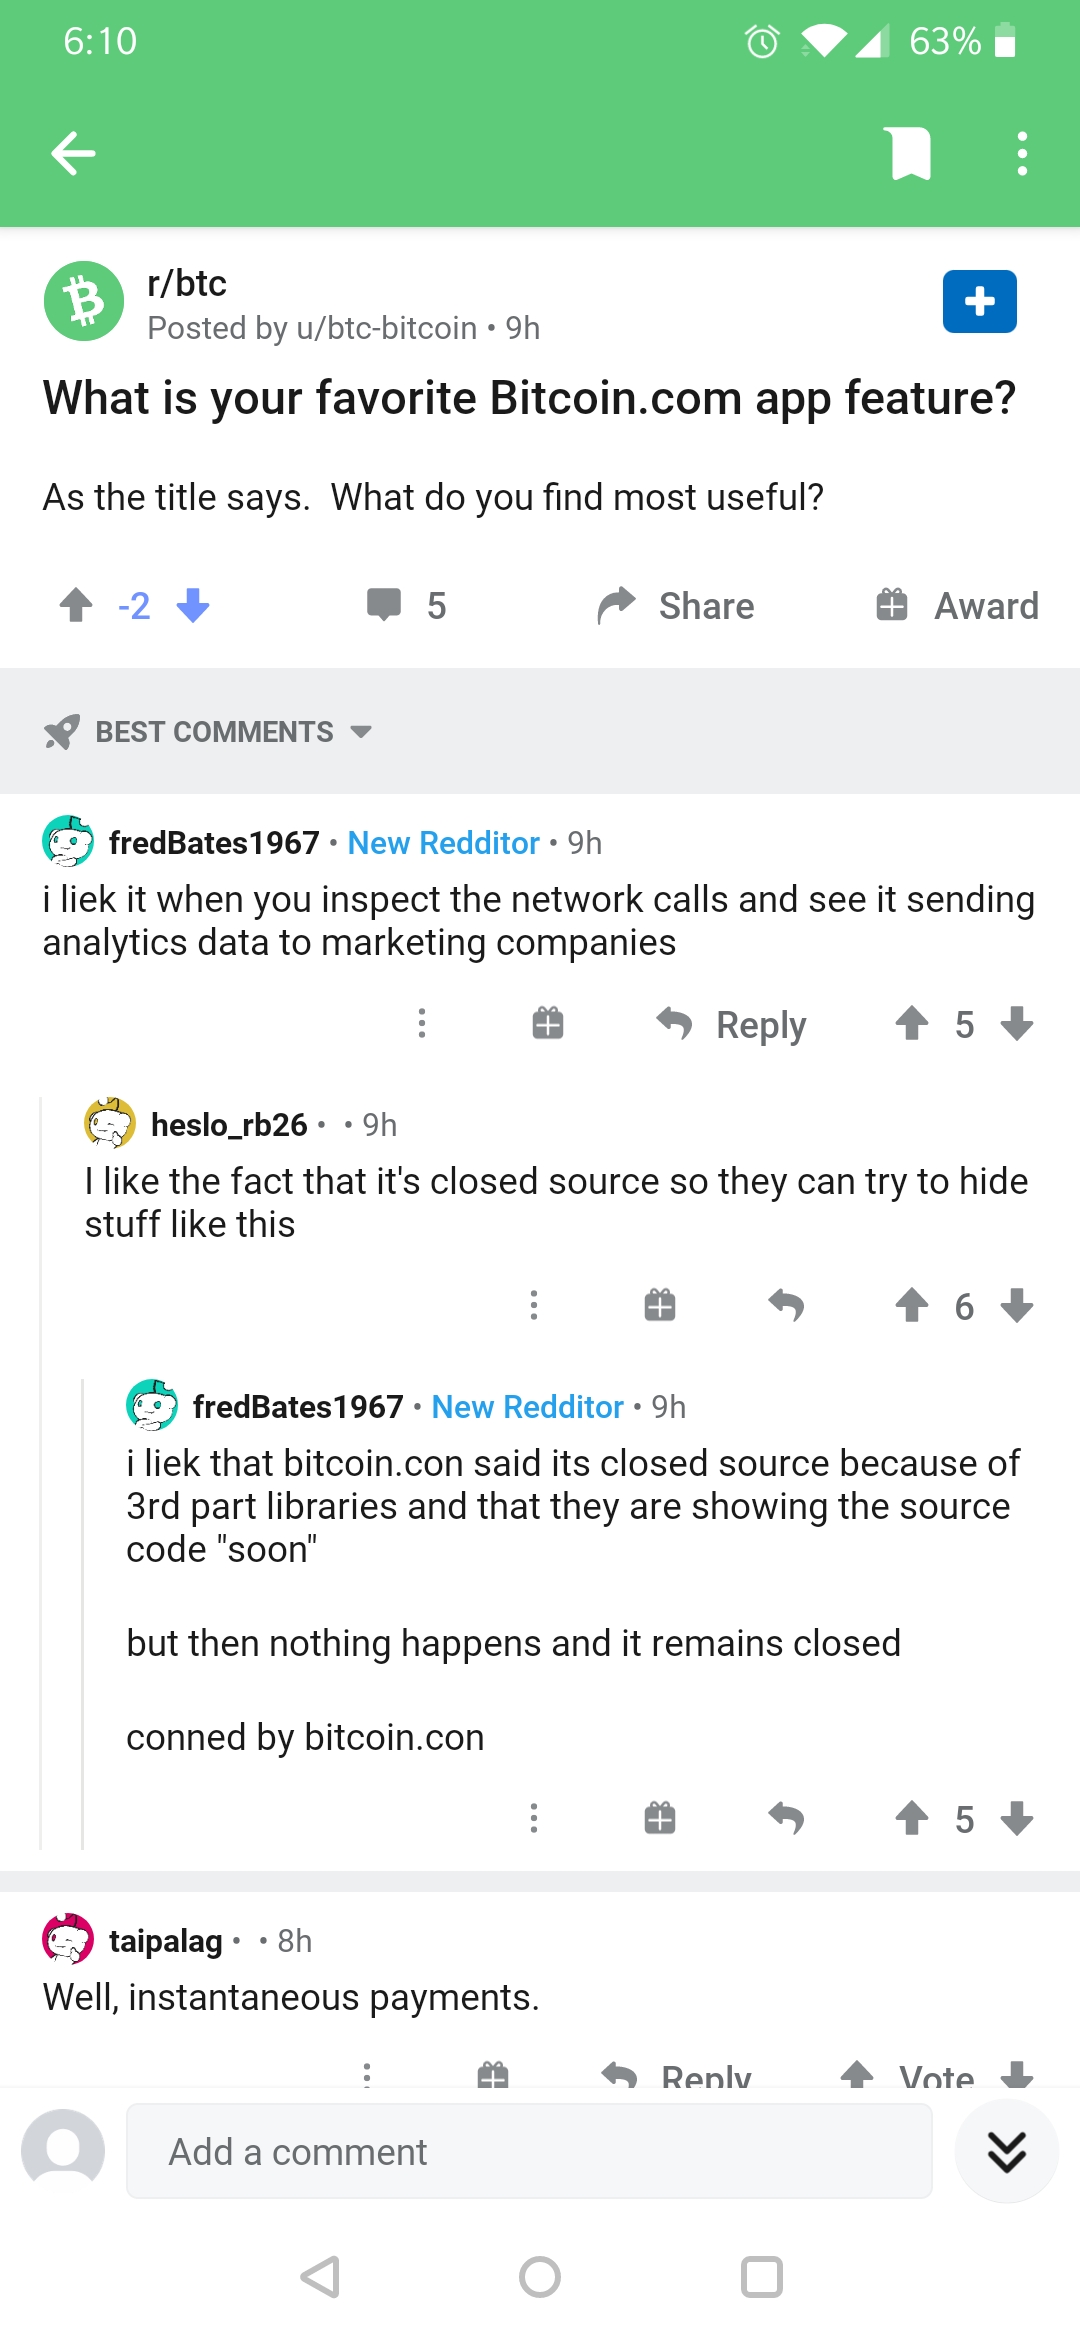 6:10
63%
r/btc
Posted by u/btc-bitcoin • 9h
What is your favorite Bitcoin.com app feature?
As the title says.  What do you find most useful?
-2
5
Share
Award
BEST COMMENTS
fredBates1967 • New Redditor • 9h
i liek it when you inspect the network calls and see it sending
analytics data to marketing companies
Reply
5
heslo_rb26 • • 9h
I like the fact that it's closed source so they can try to hide
stuff like this
6
fredBates1967 • New Redditor • 9h
i liek that bitcoin.con said its closed source because of
3rd part libraries and that they are showing the source
code "soon"
but then nothing happens and it remains closed
conned by bitcoin.con
5
taipalag • • 8h
Well, instantaneous payments.
Reply
Vote
Add a comment